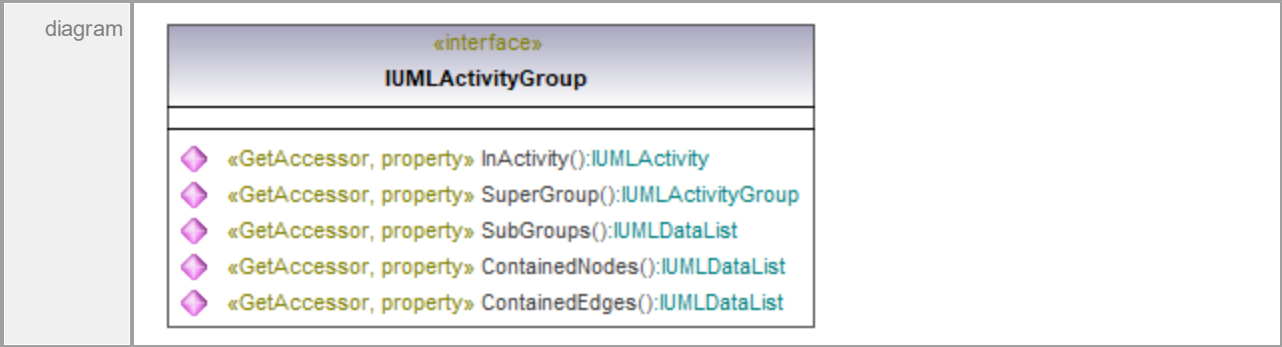 diagram
«interface»
IUMLActivityGroup
«GetAccessor, property» InActivity():IUMLActivity
«GetAccessor, property» SuperGroup():IUMLActivityGroup
«GetAccessor, property» SubGroups():IUMLDataList
«GetAccessor, property» ContainedNodes():IUMLDataList
«GetAccessor, property» ContainedEdges():IUMLDataList